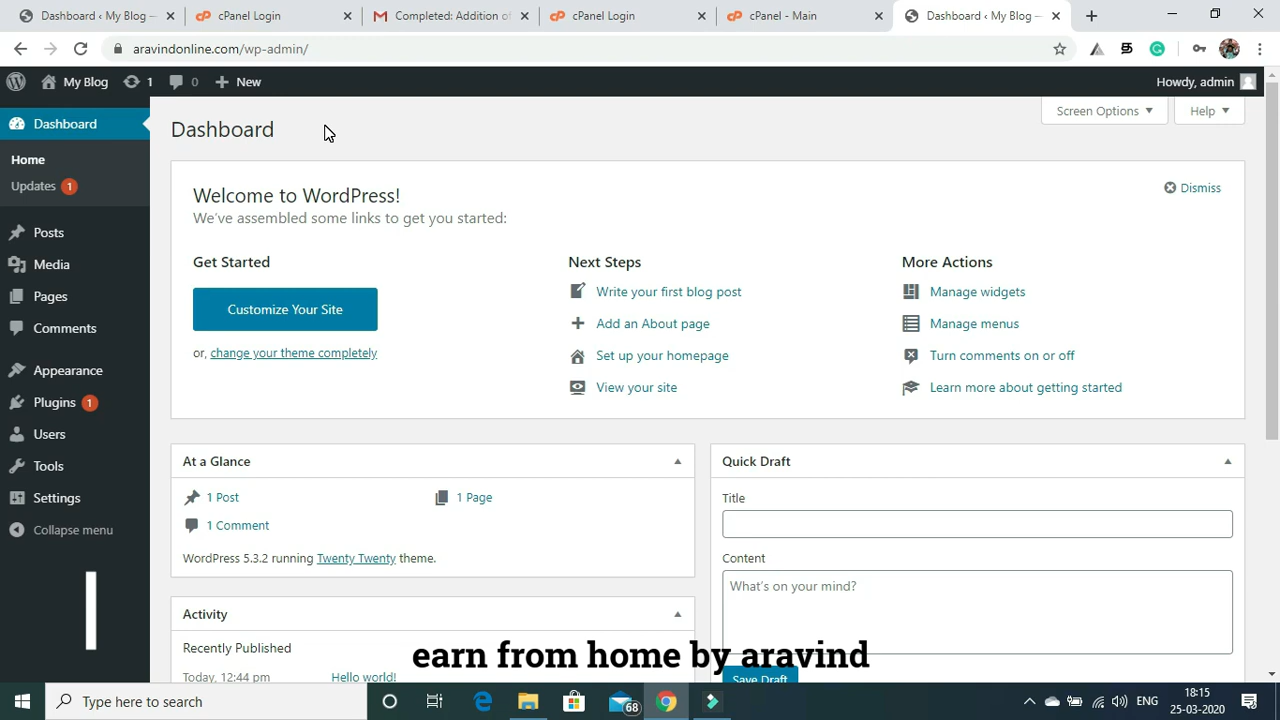 Dashboard ‹ My Blog —
cPanel Login
Completed: Addition of
cPanel Login
cPanel - Main
Dashboard ‹ My Blog —
aravindonline.com/wp-admin/
My Blog
1
0
New
Howdy, admin
Dashboard
Home
Updates 1
Posts
Media
Pages
Comments
Appearance
Plugins 1
Users
Tools
Settings
Collapse menu
Dashboard
Screen Options
Help
Welcome to WordPress!
We've assembled some links to get you started:
Dismiss
Get Started
Customize Your Site
or, change your theme completely
Next Steps
Write your first blog post
Add an About page
Set up your homepage
View your site
More Actions
Manage widgets
Manage menus
Turn comments on or off
Learn more about getting started
At a Glance
1 Post
1 Page
1 Comment
WordPress 5.3.2 running Twenty Twenty theme.
Activity
Recently Published
Today, 12:44 pm
Hello world!
Quick Draft
Title
Content
What's on your mind?
Save Draft
earn from home by aravind
Type here to search
68
ENG
18:15
25-03-2020